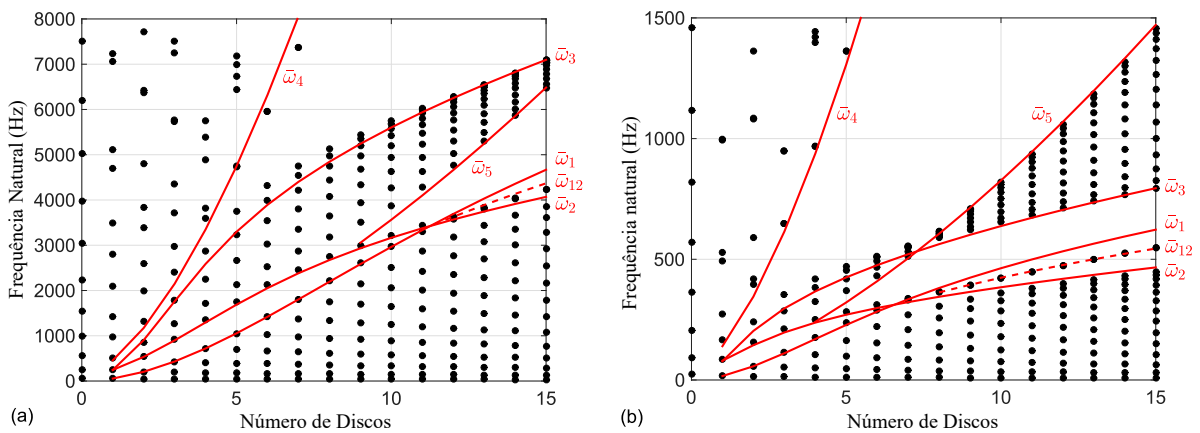 8000
7000
6000
5000
4000
3000
2000
1000
0
Frequência Natural (Hz)
0 5 10 15
Número de Discos
(a)
ω̄4
ω̄3
ω̄5
ω̄1
ω̄12
ω̄2
1500
1000
500
0
Frequência natural (Hz)
0 5 10 15
Número de Discos
(b)
ω̄4
ω̄5
ω̄3
ω̄1
ω̄12
ω̄2